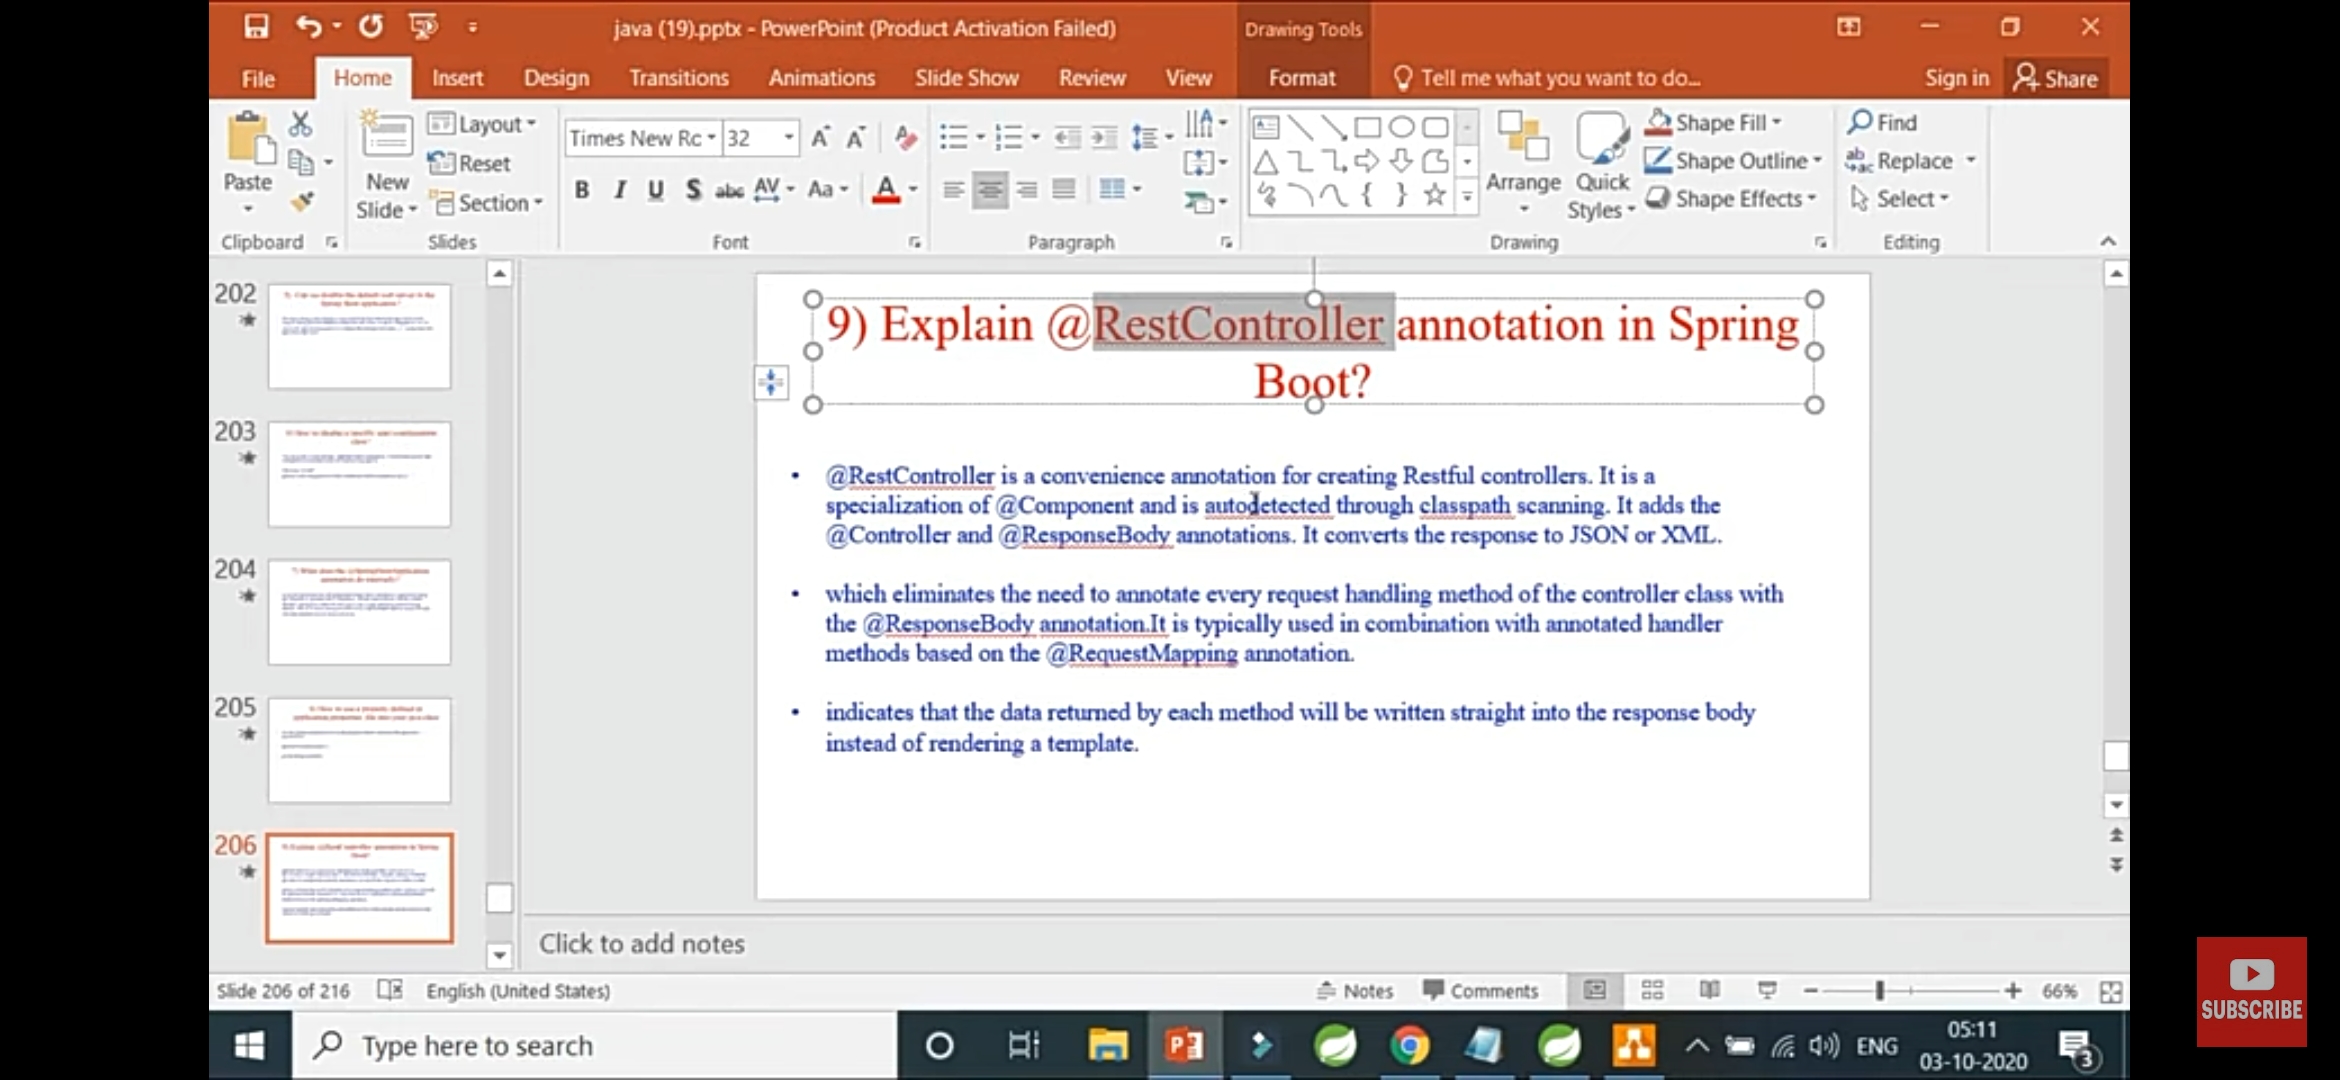 java (19).pptx - PowerPoint (Product Activation Failed)
Drawing Tools
File
Home
Insert
Design
Transitions
Animations
Slide Show
Review
View
Format
Tell me what you want to do...
Sign in
Share
Paste
New
Slide
Layout
Reset
Section
Times New Ro
32
B I U S abc AV Aa A
Arrange
Quick
Styles
Shape Fill
Shape Outline
Shape Effects
Find
Replace
Select
Clipboard
Slides
Font
Paragraph
Drawing
Editing
202
203
204
205
206
9) Explain @RestController annotation in Spring
Boot?
• @RestController is a convenience annotation for creating Restful controllers. It is a
specialization of @Component and is autodetected through classpath scanning. It adds the
@Controller and @ResponseBody annotations. It converts the response to JSON or XML.
• which eliminates the need to annotate every request handling method of the controller class with
the @ResponseBody annotation.It is typically used in combination with annotated handler
methods based on the @RequestMapping annotation.
• indicates that the data returned by each method will be written straight into the response body
instead of rendering a template.
Click to add notes
Slide 206 of 216
English (United States)
Notes
Comments
66%
Type here to search
ENG
05:11
03-10-2020
3
SUBSCRIBE